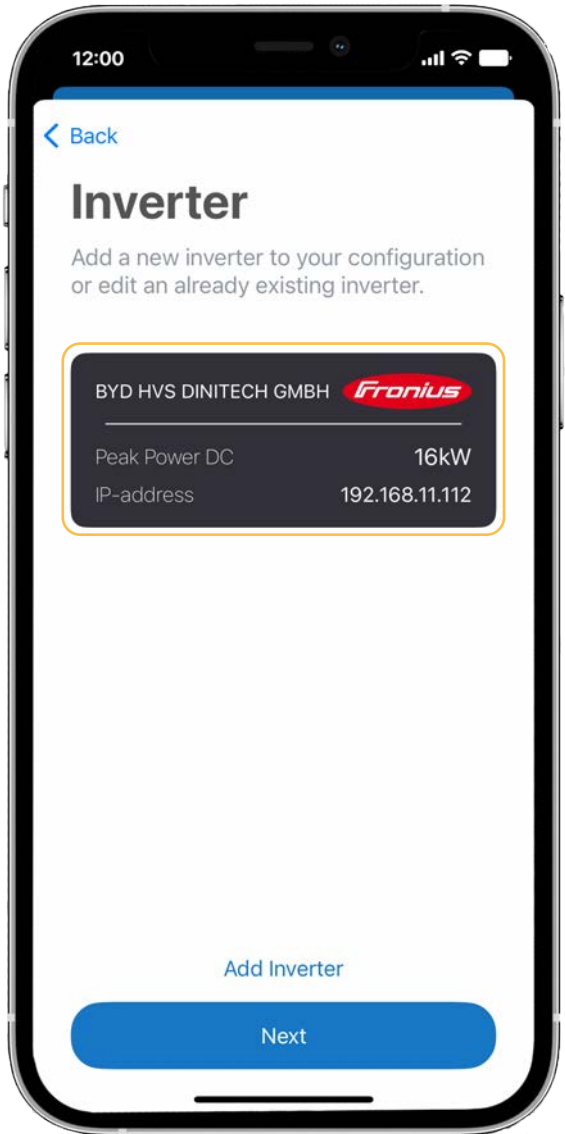 12:00
Back
Inverter
Add a new inverter to your configuration
or edit an already existing inverter.
BYD HVS DINITECH GMBH Fronius
Peak Power DC 16kW
IP-address 192.168.11.112
Add Inverter
Next